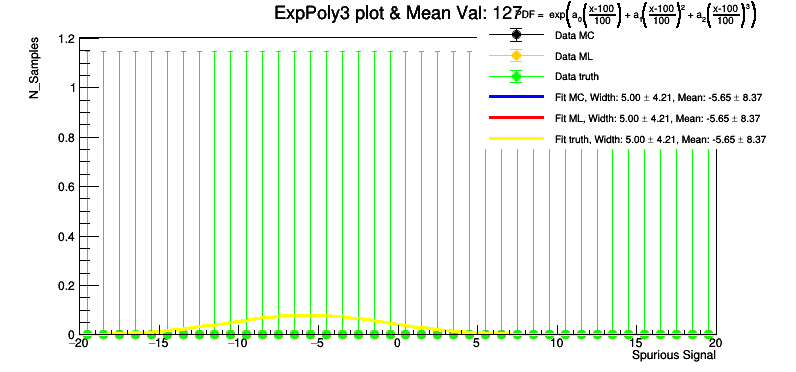 ExpPoly3 plot & Mean Val: 127
PDF = exp(a₀(x-100/100) + a₁(x-100/100)² + a₂(x-100/100)³)
Data MC
Data ML
Data truth
Fit MC, Width: 5.00 ± 4.21, Mean: -5.65 ± 8.37
Fit ML, Width: 5.00 ± 4.21, Mean: -5.65 ± 8.37
Fit truth, Width: 5.00 ± 4.21, Mean: -5.65 ± 8.37
N_Samples
1.2
1
0.8
0.6
0.4
0.2
0
−20 −15 −10 −5 0 5 10 15 20
Spurious Signal